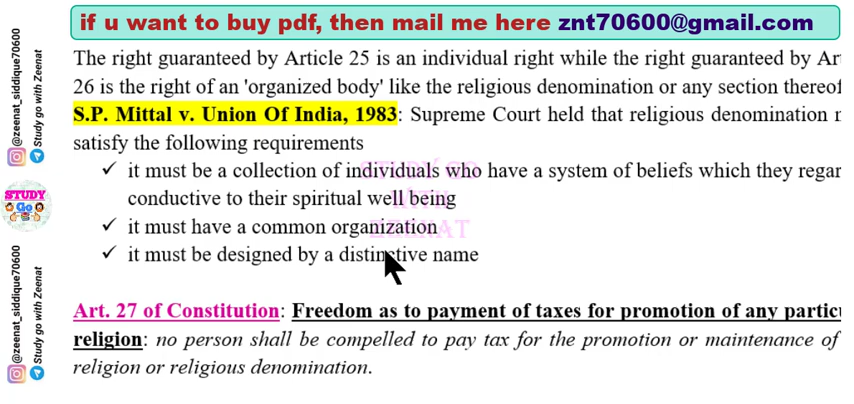 if u want to buy pdf, then mail me here znt70600@gmail.com
The right guaranteed by Article 25 is an individual right while the right guaranteed by
26 is the right of an 'organized body' like the religious denomination or any section
S.P. Mittal v. Union Of India, 1983: Supreme Court held that religious denomination
satisfy the following requirements
✓ it must be a collection of individuals who have a system of beliefs which they
conductive to their spiritual well being
✓ it must have a common organization
✓ it must be designed by a distinctive name
Art. 27 of Constitution: Freedom as to payment of taxes for promotion of any
religion: no person shall be compelled to pay tax for the promotion or maintenance of
religion or religious denomination.
@zeenat_siddique70600
Study go with Zeenat
STUDY
Go
@zeenat_siddique70600
Study go with Zeenat
STUDY GO
WITH
ZEENAT